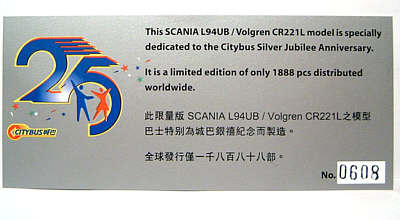 This SCANIA L94UB / Volgren CR221L model is specially
dedicated to the Citybus Silver Jubilee Anniversary.
It is a limited edition of only 1888 pcs distributed
worldwide.
25
CITYBUS 城巴
此限量版 SCANIA L94UB / Volgren CR221L之模型
巴士特別為城巴銀禧紀念而製造。
全球發行僅一千八百八十八部。
No. 0608